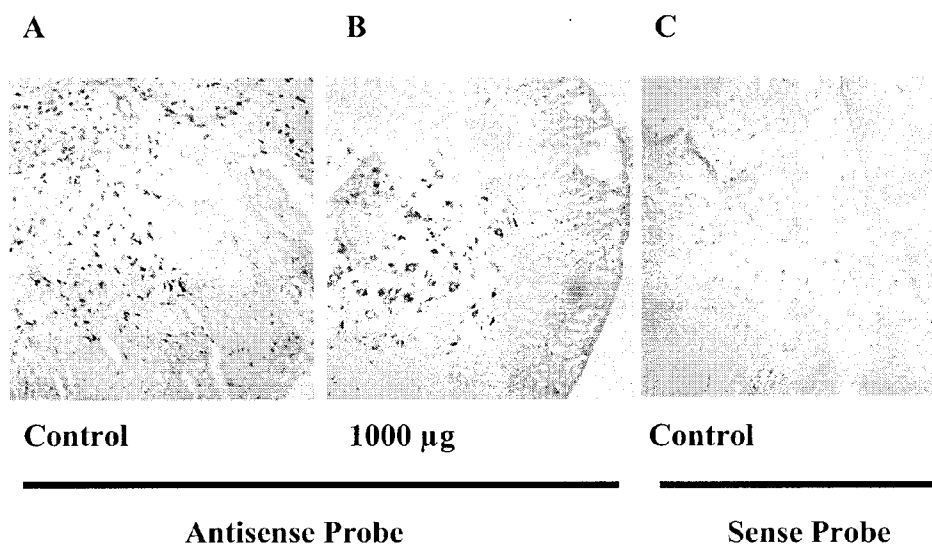 A B C
Control 1000 µg Control
Antisense Probe Sense Probe